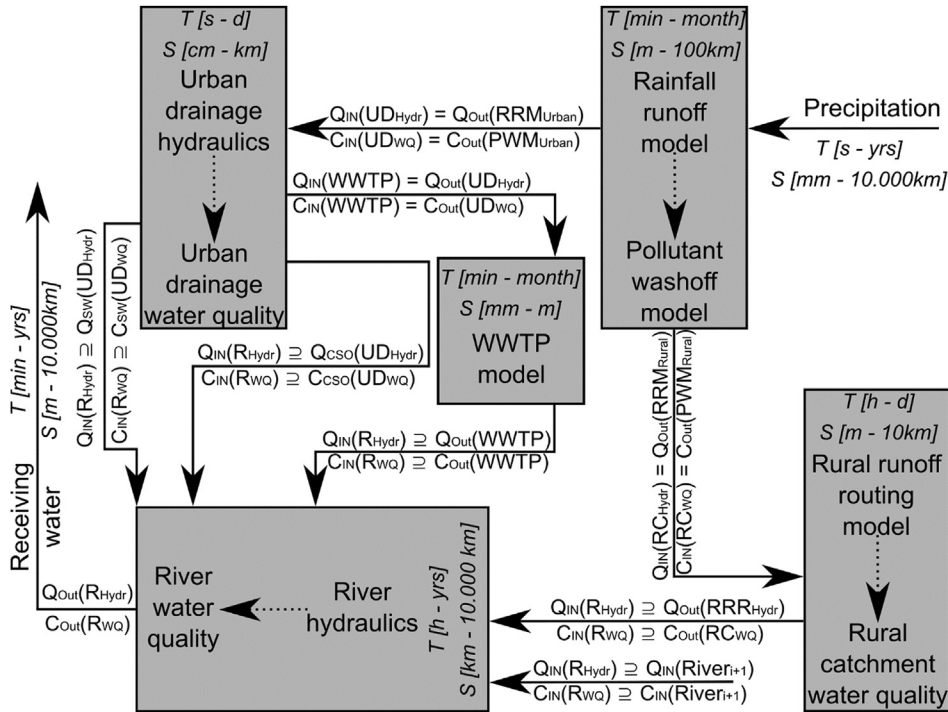 T [s - d]
S [cm - km]
Urban
drainage
hydraulics
Urban
drainage
water quality
T [min - month]
S [m - 100km]
Rainfall
runoff
model
Pollutant
washoff
model
Precipitation
T [s - yrs]
S [mm - 10.000km]
QIN(UDHydr) = QOut(RRMUrban)
CIN(UDWQ) = COut(PWMUrban)
QIN(WWTP) = QOut(UDHydr)
CIN(WWTP) = COut(UDWQ)
T [min - month]
S [mm - m]
WWTP
model
QIN(RHydr) ⊇ QCSO(UDHydr)
CIN(RWQ) ⊇ CCSO(UDWQ)
QIN(RHydr) ⊇ QSW(UDHydr)
CIN(RWQ) ⊇ CSW(UDWQ)
T [min - yrs]
S [m - 10.000km]
Receiving
water
QIN(RHydr) ⊇ QOut(WWTP)
CIN(RWQ) ⊇ COut(WWTP)
QIN(RCHydr) = QOut(RRMRural)
CIN(RCWQ) = COut(PWMRural)
T [h - d]
S [m - 10km]
Rural runoff
routing
model
Rural
catchment
water quality
River
water
quality
River
hydraulics
T [h - yrs]
S [km - 10.000 km]
QOut(RHydr)
COut(RWQ)
QIN(RHydr) ⊇ QOut(RRRHydr)
CIN(RWQ) ⊇ COut(RCWQ)
QIN(RHydr) ⊇ QIN(Riveri+1)
CIN(RWQ) ⊇ CIN(Riveri+1)